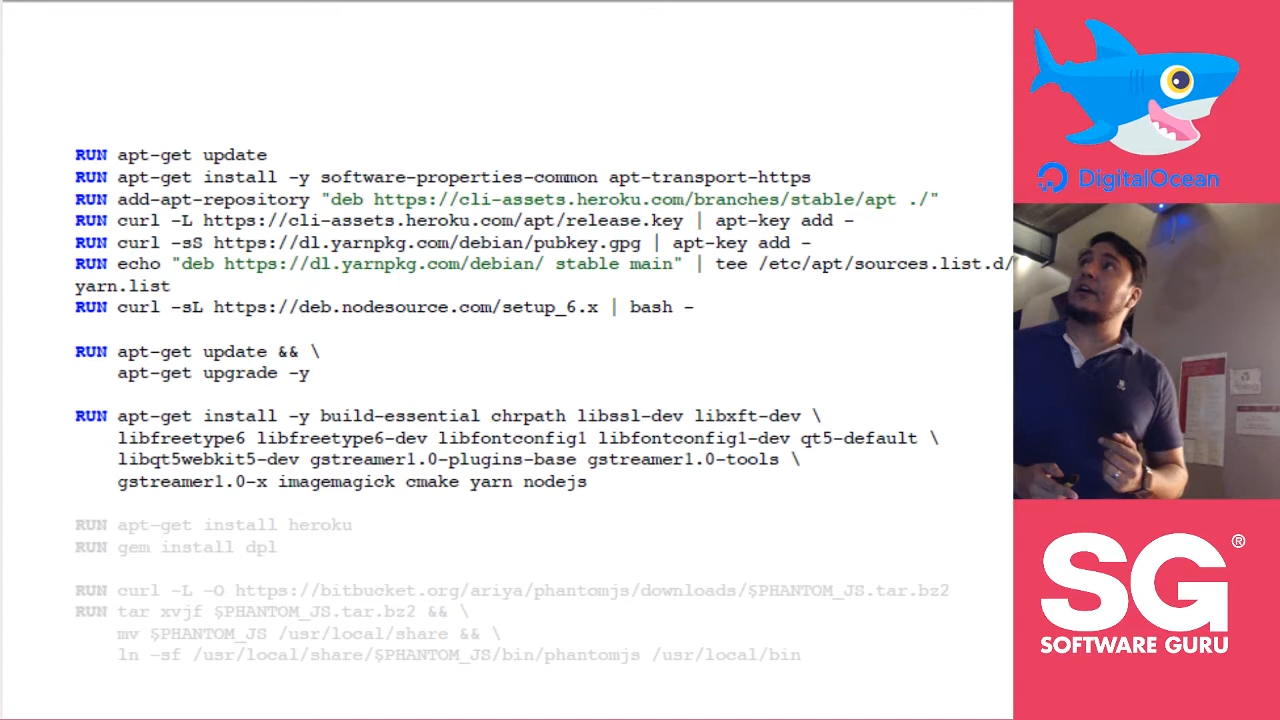 RUN apt-get update
RUN apt-get install -y software-properties-common apt-transport-https
RUN add-apt-repository "deb https://cli-assets.heroku.com/branches/stable/apt ./"
RUN curl -L https://cli-assets.heroku.com/apt/release.key | apt-key add -
RUN curl -sS https://dl.yarnpkg.com/debian/pubkey.gpg | apt-key add -
RUN echo "deb https://dl.yarnpkg.com/debian/ stable main" | tee /etc/apt/sources.list.d/
yarn.list
RUN curl -sL https://deb.nodesource.com/setup_6.x | bash -
RUN apt-get update && \
apt-get upgrade -y
RUN apt-get install -y build-essential chrpath libssl-dev libxft-dev \
libfreetype6 libfreetype6-dev libfontconfig1 libfontconfig1-dev qt5-default \
libqt5webkit5-dev gstreamer1.0-plugins-base gstreamer1.0-tools \
gstreamer1.0-x imagemagick cmake yarn nodejs
RUN apt-get install heroku
RUN gem install dpl
RUN curl -L -O https://bitbucket.org/ariya/phantomjs/downloads/$PHANTOM_JS.tar.bz2
RUN tar xvjf $PHANTOM_JS.tar.bz2 && \
mv $PHANTOM_JS /usr/local/share && \
ln -sf /usr/local/share/$PHANTOM_JS/bin/phantomjs /usr/local/bin
DigitalOcean
SG®
SOFTWARE GURU